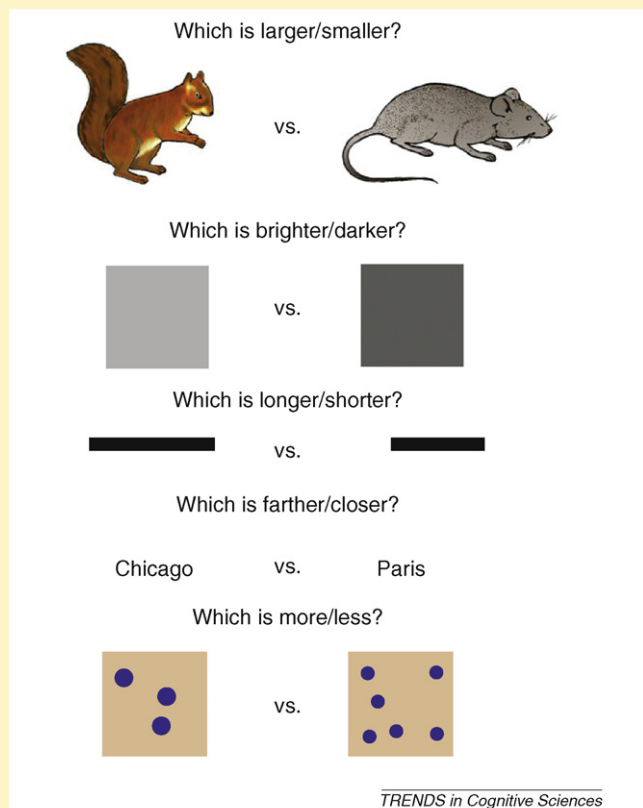 Which is larger/smaller?
vs.
Which is brighter/darker?
vs.
Which is longer/shorter?
vs.
Which is farther/closer?
Chicago vs. Paris
Which is more/less?
vs.
TRENDS in Cognitive Sciences